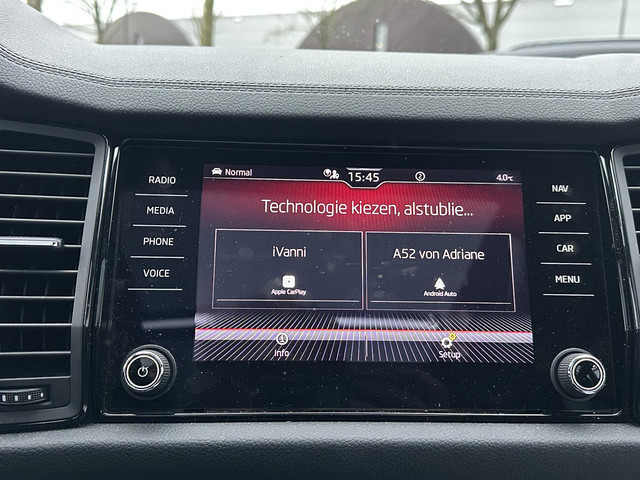 Normal
15:45
2
4.0°C
RADIO
MEDIA
PHONE
VOICE
NAV
APP
CAR
MENU
Technologie kiezen, alstublie...
iVanni
Apple CarPlay
A52 von Adriane
Android Auto
Info
Setup